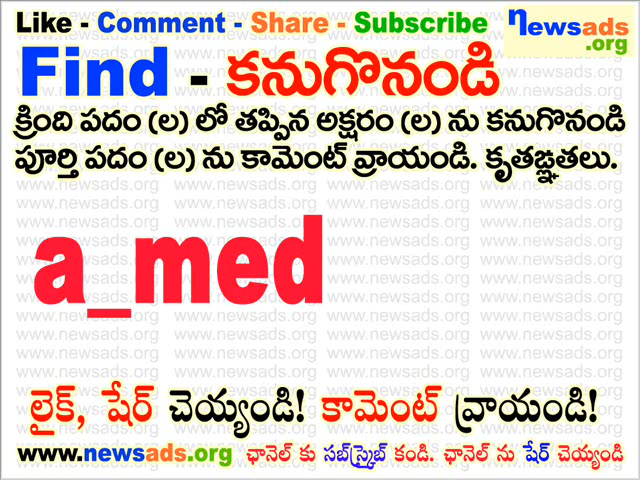 Like - Comment - Share - Subscribe
newsads
.org
Find - కనుగొనండి
క్రింది పదం (ల) లో తప్పిన అక్షరం (ల) ను కనుగొనండి
పూర్తి పదం (ల) ను కామెంట్ వ్రాయండి. కృతఙ్ఞతలు.
a_med
లైక్, షేర్ చెయ్యండి! కామెంట్ వ్రాయండి!
www.newsads.org ఛానెల్ కు సబ్‌స్క్రైబ్ కండి. ఛానెల్ ను షేర్ చెయ్యండి